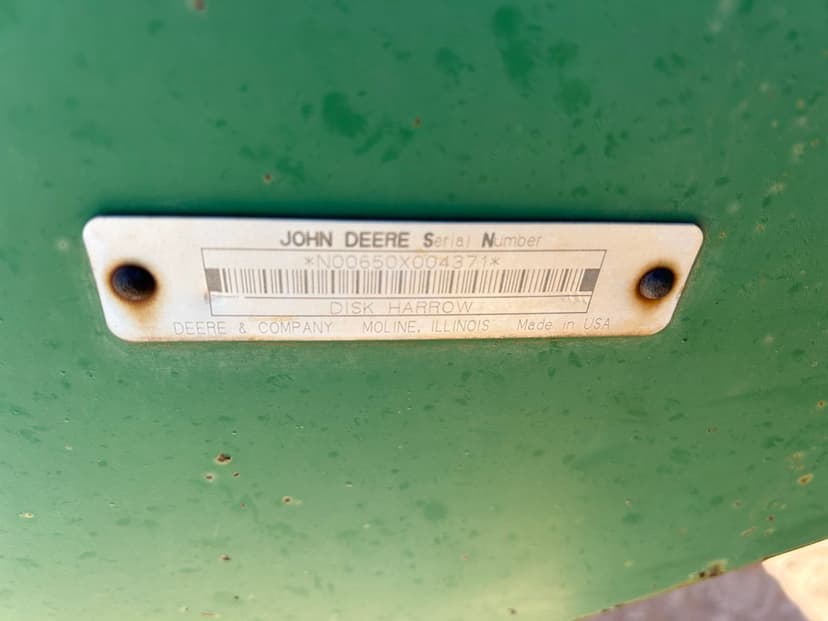 JOHN DEERE Serial Number
*N00650X004371*
DISK HARROW
DEERE & COMPANY MOLINE, ILLINOIS Made in USA